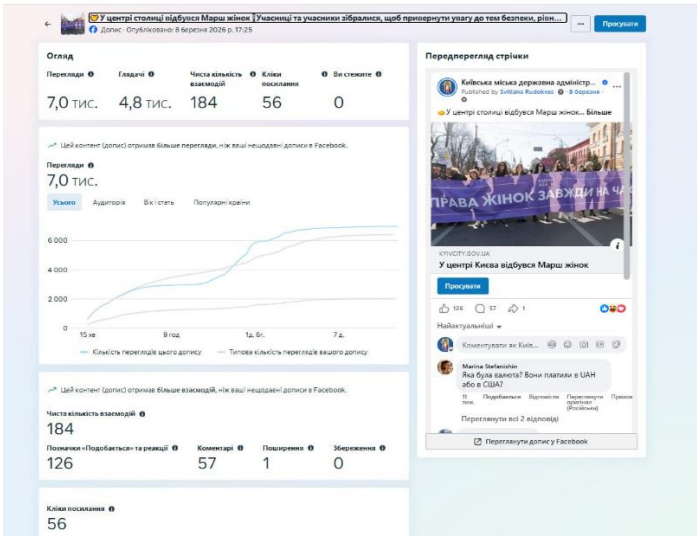 🤝У центрі столиці відбувся Марш жінок Учасниці та учасники зібралися, щоб привернути увагу до тем безпеки, рівн...
Допис · Опубліковано: 8 березня 2026 р. 17:25
...
Просувати
Огляд
Перегляди
Глядачі
Чиста кількість взаємодій
Кліки посилання
Ви стежите
7,0 тис.
4,8 тис.
184
56
0
Цей контент (допис) отримав більше перегляди, ніж ваші нещодавні дописи в Facebook.
Перегляди
7,0 тис.
Усього Аудиторія Вік і стать Популярні країни
6 000
4 000
2 000
0
15 хв 9 год 1д. 6г. 7 д.
Кількість переглядів цього допису
Типова кількість переглядів вашого допису
Цей контент (допис) отримав більше взаємодій, ніж ваші нещодавні дописи в Facebook.
Чиста кількість взаємодій
184
Позначки «Подобається» та реакції
Коментарі
Поширення
Збереження
126
57
1
0
Кліки посилання
56
Передперегляд стрічки
Київська міська державна адміністр...
Published by Svitlana Rudokvas · 8 березня ·
У центрі столиці відбувся Марш жінок... Більше
ПРАВА ЖІНОК ЗАВЖДИ НА ЧА
KYIVCITY.GOV.UA
У центрі Києва відбувся Марш жінок
Просувати
126 57 1
Найактуальніші
Коментувати як Київ...
Marina Stefanishin
Яка була валюта? Вони платили в UAH
або в США?
11 тиж. Подобається Відповісти Переглянути оригінал (Російська)
Переглянути всі 2 відповіді
Переглянути допис у Facebook